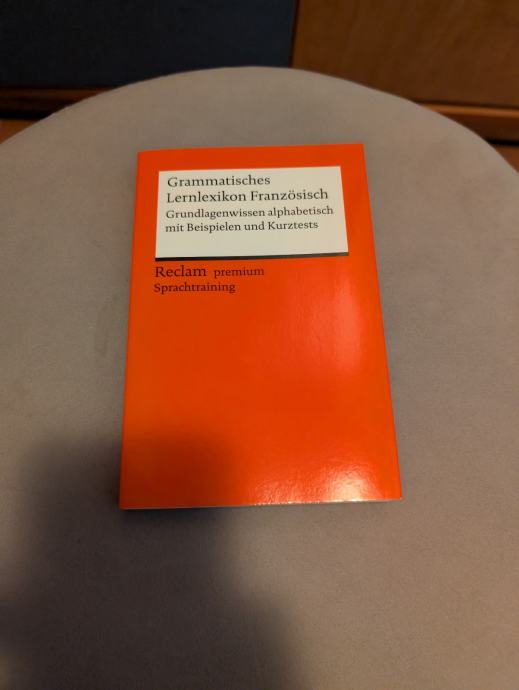 Grammatisches
Lernlexikon Französisch
Grundlagenwissen alphabetisch
mit Beispielen und Kurztests
Reclam premium
Sprachtraining